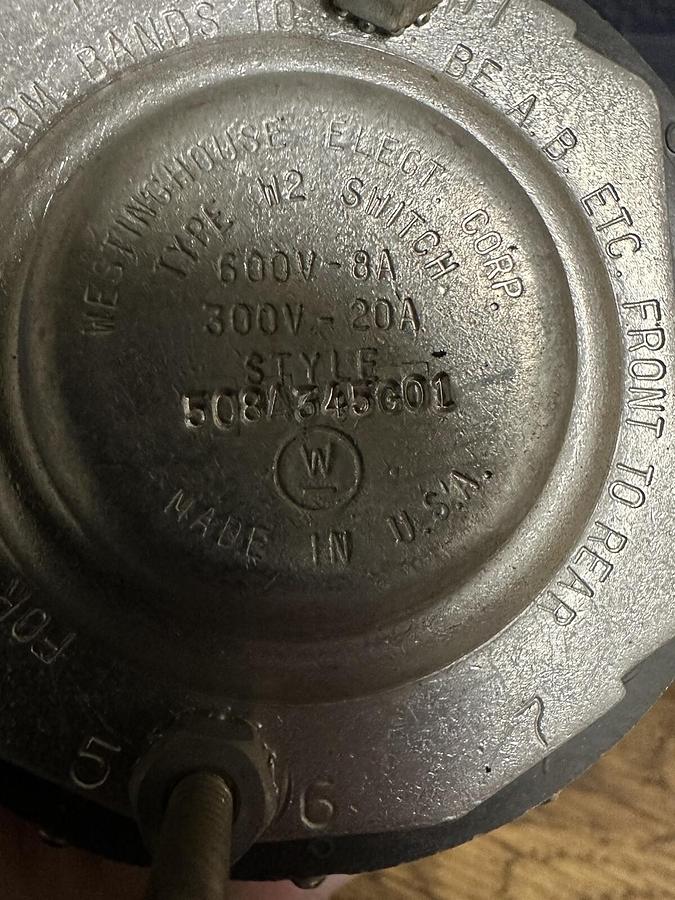 BANDS TO
BE A.B. ETC. FRONT TO REAR
WESTINGHOUSE ELECT. CORP.
TYPE W2 SWITCH.
600V-8A
300V-20A
STYLE
508A345G01
W
MADE IN U.S.A.
FOR
5
6
7